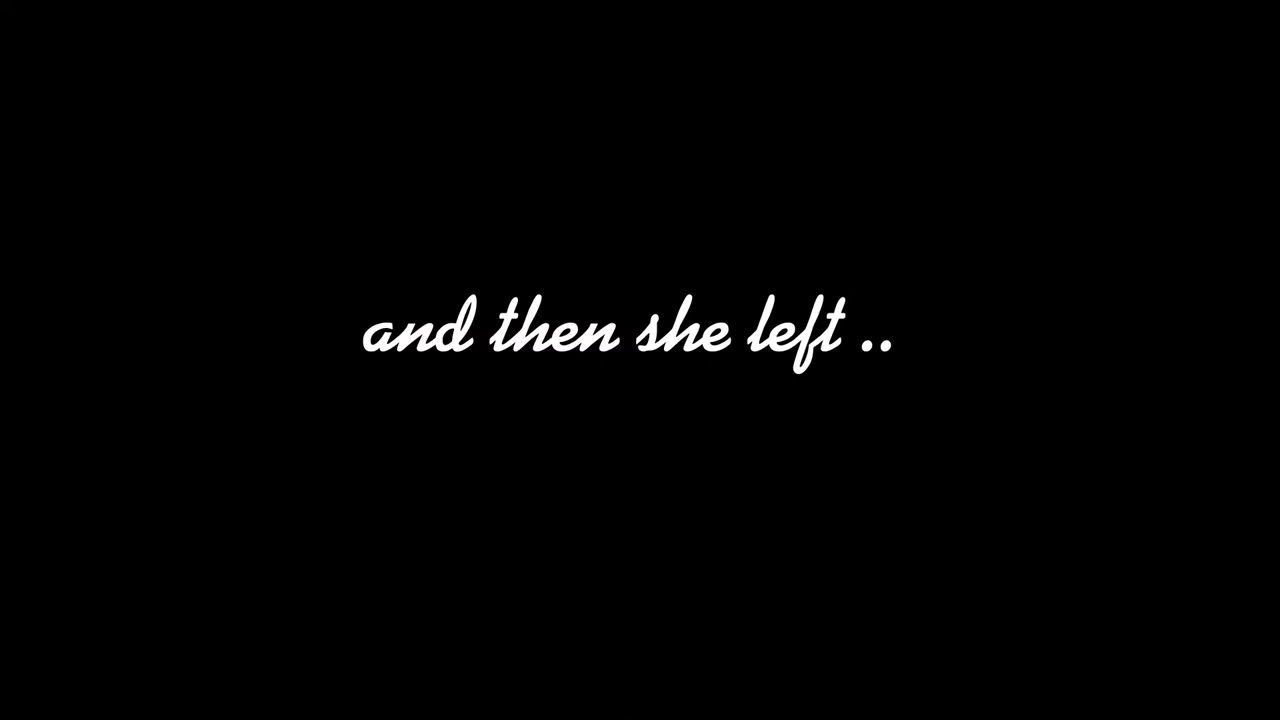 and then she left ..